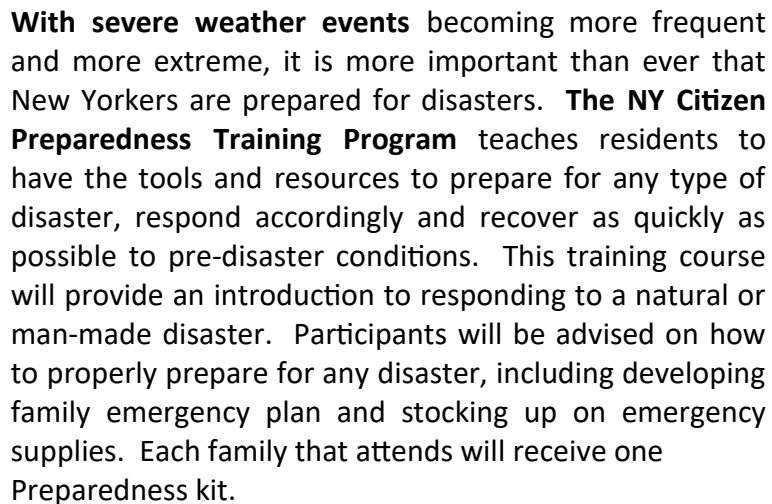 With severe weather events becoming more frequent
and more extreme, it is more important than ever that
New Yorkers are prepared for disasters. The NY Citizen
Preparedness Training Program teaches residents to
have the tools and resources to prepare for any type of
disaster, respond accordingly and recover as quickly as
possible to pre-disaster conditions. This training course
will provide an introduction to responding to a natural or
man-made disaster. Participants will be advised on how
to properly prepare for any disaster, including developing
family emergency plan and stocking up on emergency
supplies. Each family that attends will receive one
Preparedness kit.